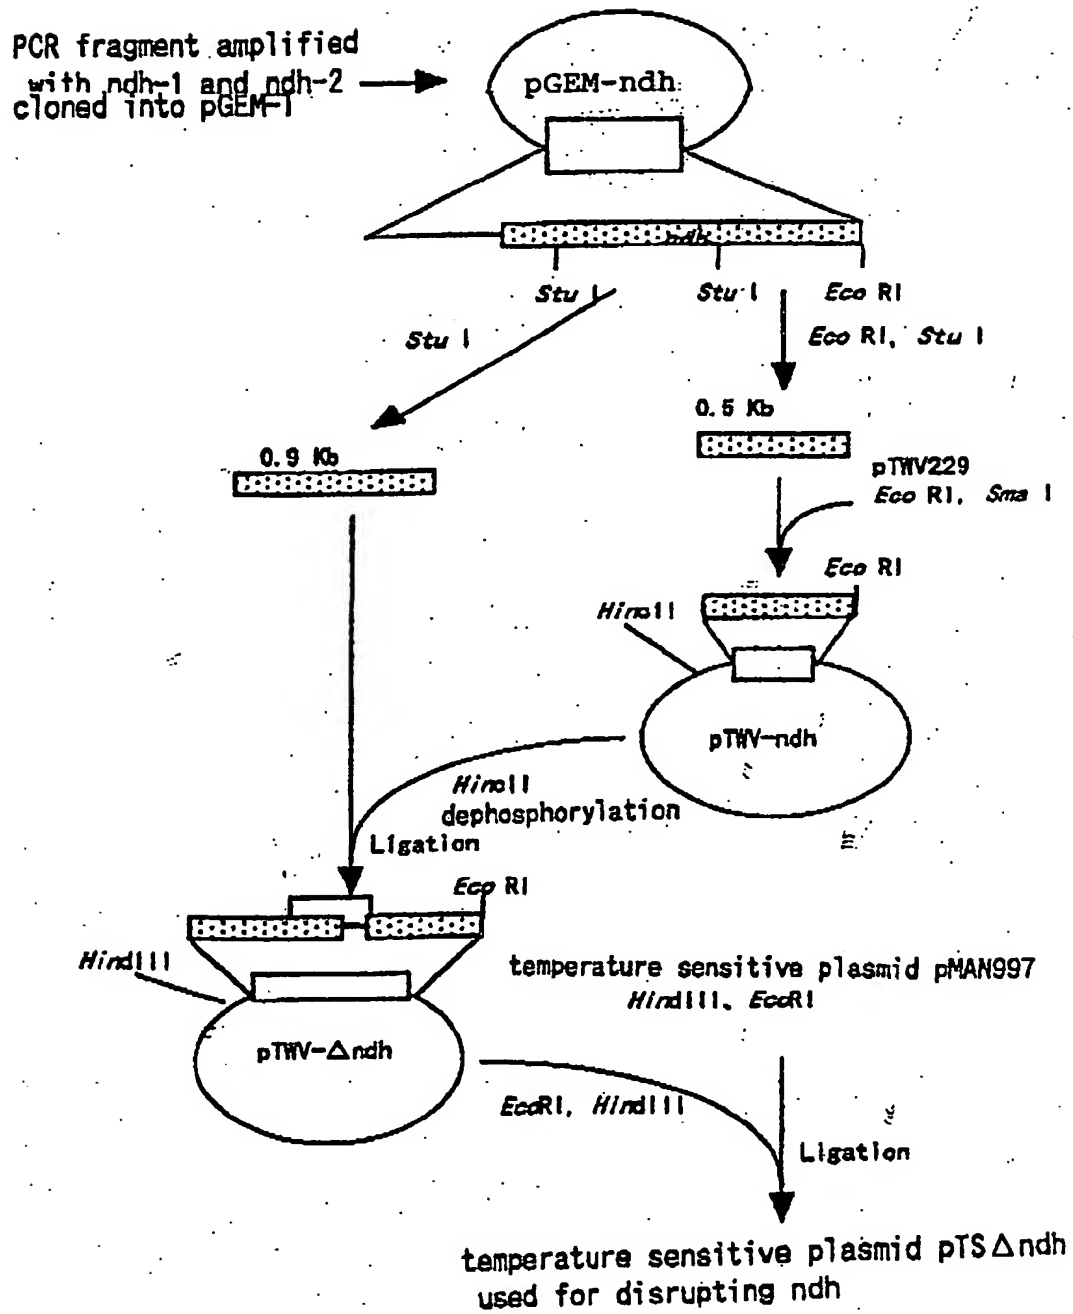 PCR fragment amplified
with ndh-1 and ndh-2
cloned into pGEM-T
pGEM-ndh
ndh
Stu I
Stu I
Eco RI
Stu I
Eco RI, Stu I
0.5 Kb
0.9 Kb
pTWV229
Eco RI, Sma I
Eco RI
HincII
pTWV-ndh
HincII
dephosphorylation
Ligation
Eco RI
HindIII
temperature sensitive plasmid pMAN997
HindIII, EcoRI
pTWV-Δndh
EcoRI, HindIII
Ligation
temperature sensitive plasmid pTSΔndh
used for disrupting ndh